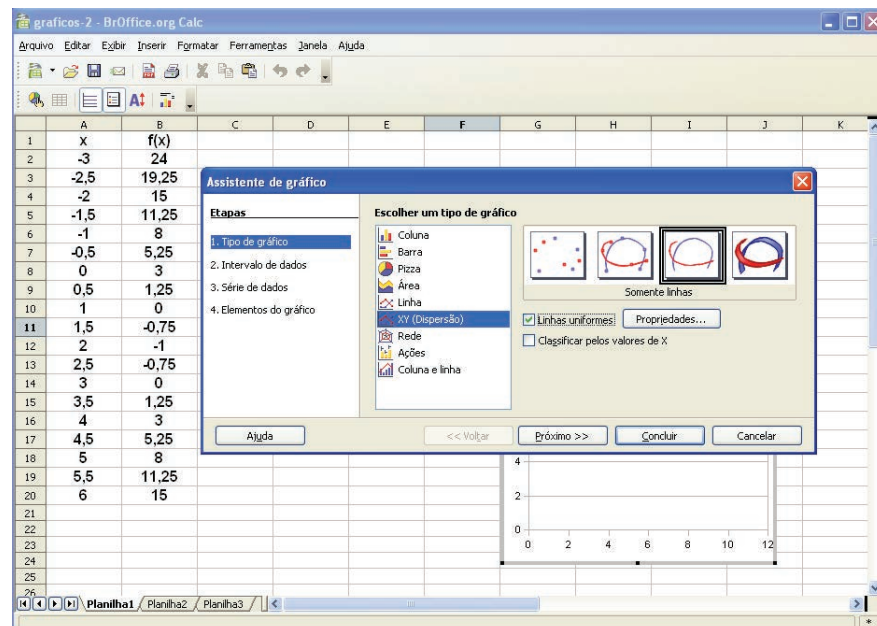 graficos-2 - BrOffice.org Calc
Arquivo Editar Exibir Inserir Formatar Ferramentas Janela Ajuda
A B C D E F G H I J K
1 x f(x)
2 -3 24
3 -2,5 19,25
4 -2 15
5 -1,5 11,25
6 -1 8
7 -0,5 5,25
8 0 3
9 0,5 1,25
10 1 0
11 1,5 -0,75
12 2 -1
13 2,5 -0,75
14 3 0
15 3,5 1,25
16 4 3
17 4,5 5,25
18 5 8
19 5,5 11,25
20 6 15
21
22
23
24
25
26
Assistente de gráfico
Etapas
1. Tipo de gráfico
2. Intervalo de dados
3. Série de dados
4. Elementos do gráfico
Escolher um tipo de gráfico
Coluna
Barra
Pizza
Área
Linha
XY (Dispersão)
Rede
Ações
Coluna e linha
Somente linhas
Linhas uniformes Propriedades...
Classificar pelos valores de X
Ajuda << Voltar Próximo >> Concluir Cancelar
4
2
0
0 2 4 6 8 10 12
Planilha1 Planilha2 Planilha3
*